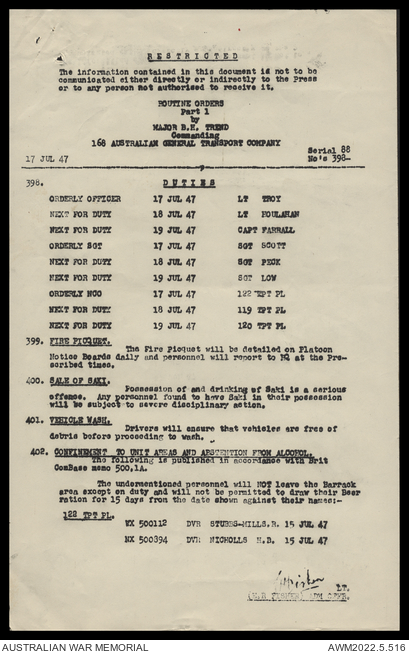 RESTRICTED
The information contained in this document is not to be
communicated either directly or indirectly to the Press
or to any person not authorised to receive it.
ROUTINE ORDERS
Part 1
by
MAJOR B.H. TREND
Commanding
168 AUSTRALIAN GENERAL TRANSPORT COMPANY
Serial 88
17 JUL 47 No's 398-
398. DUTIES
ORDERLY OFFICER 17 JUL 47 LT TROY
NEXT FOR DUTY 18 JUL 47 LT HOULAHAN
NEXT FOR DUTY 19 JUL 47 CAPT FARRALL
ORDERLY SGT 17 JUL 47 SGT SCOTT
NEXT FOR DUTY 18 JUL 47 SGT PECK
NEXT FOR DUTY 19 JUL 47 SGT LOW
ORDERLY NCO 17 JUL 47 122 TPT PL
NEXT FOR DUTY 18 JUL 47 119 TPT PL
NEXT FOR DUTY 19 JUL 47 120 TPT PL
399. FIRE PICQUET.
The Fire Picquet will be detailed on Platoon
Notice Boards daily and personnel will report to HQ at the Pre-
scribed times.
400. SALE OF SAKI.
Possession of and drinking of Saki is a serious
offence. Any personnel found to have Saki in their possession
will be subject to severe disciplinary action.
401. VEHICLE WASH.
Drivers will ensure that vehicles are free of
debris before proceeding to wash.
402. CONFINEMENT TO UNIT AREAS AND ABSTENTION FROM ALCOHOL.
The following is published in accordance with Brit
ComBase memo 500,1A.
The undermentioned personnel will NOT leave the Barrack
area except on duty and will not be permitted to draw their Beer
ration for 15 days from the date shown against their names:-
122 TPT PL.
VX 500112 DVR STUBBS-MILLS.R. 15 JUL 47
NX 500394 DVR NICHOLLS H.D. 15 JUL 47
LT.
FISHER) ADM OFFR.
AUSTRALIAN WAR MEMORIAL AWM2022.5.516